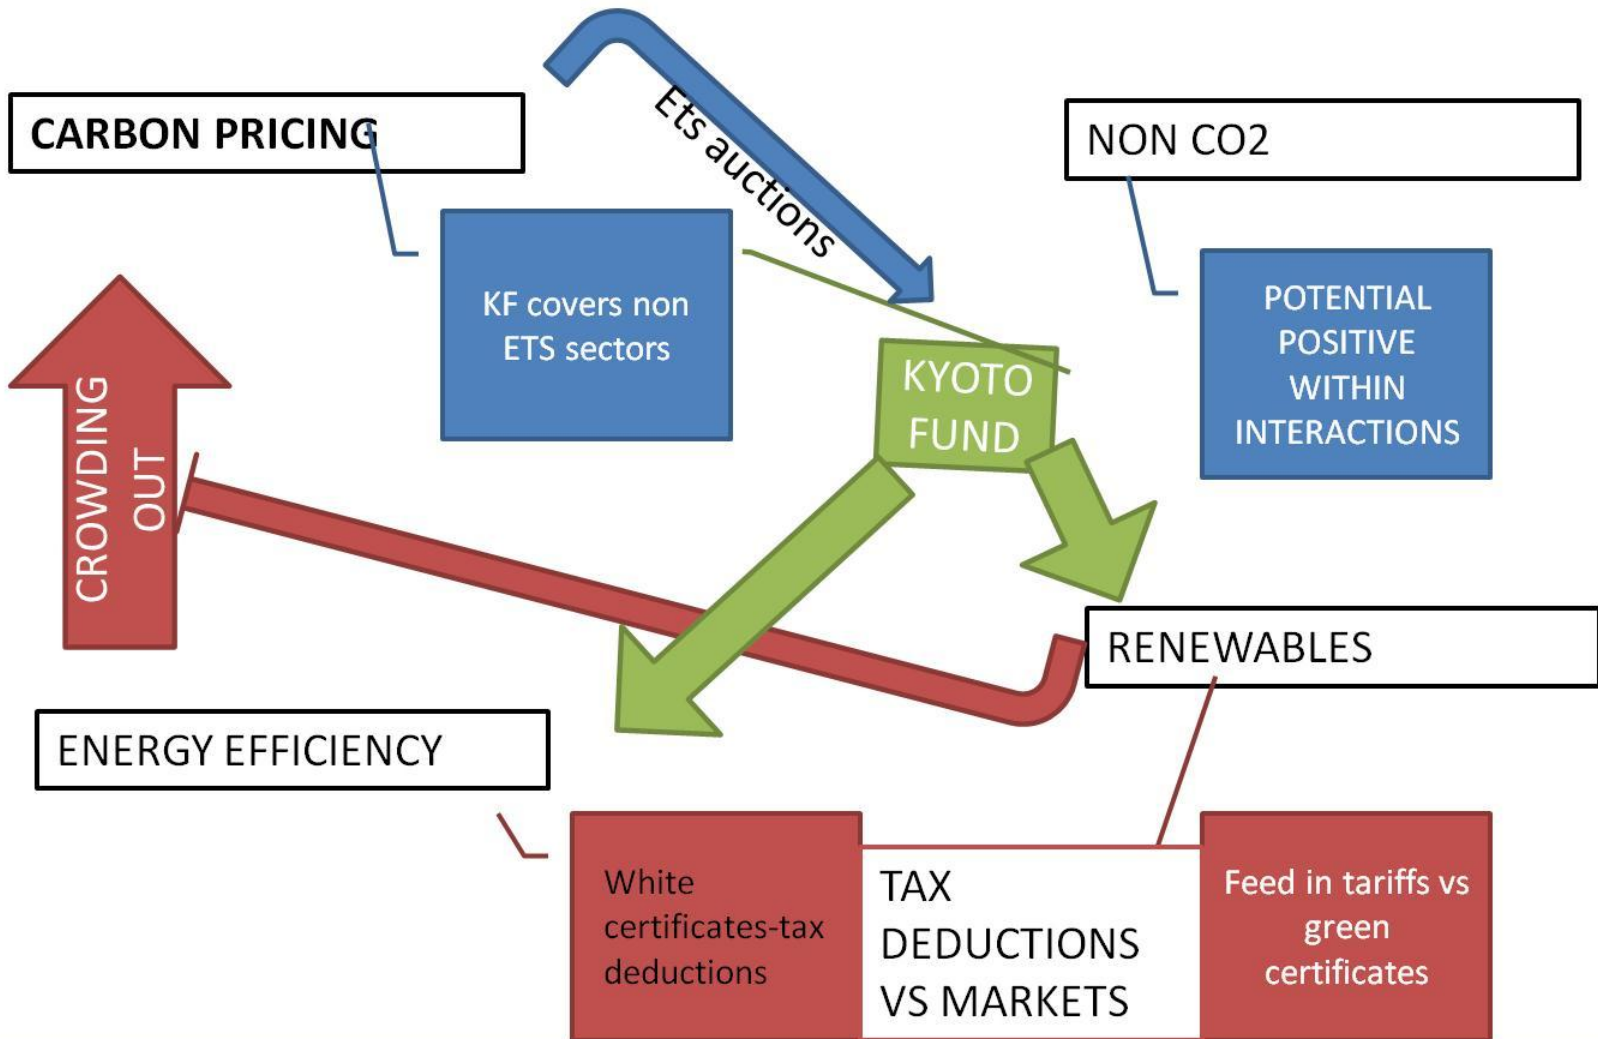 CARBON PRICING
Ets auctions
NON CO2
KF covers non
ETS sectors
POTENTIAL
POSITIVE
WITHIN
INTERACTIONS
KYOTO
FUND
CROWDING
OUT
RENEWABLES
ENERGY EFFICIENCY
White
certificates-tax
deductions
TAX
DEDUCTIONS
VS MARKETS
Feed in tariffs vs
green
certificates